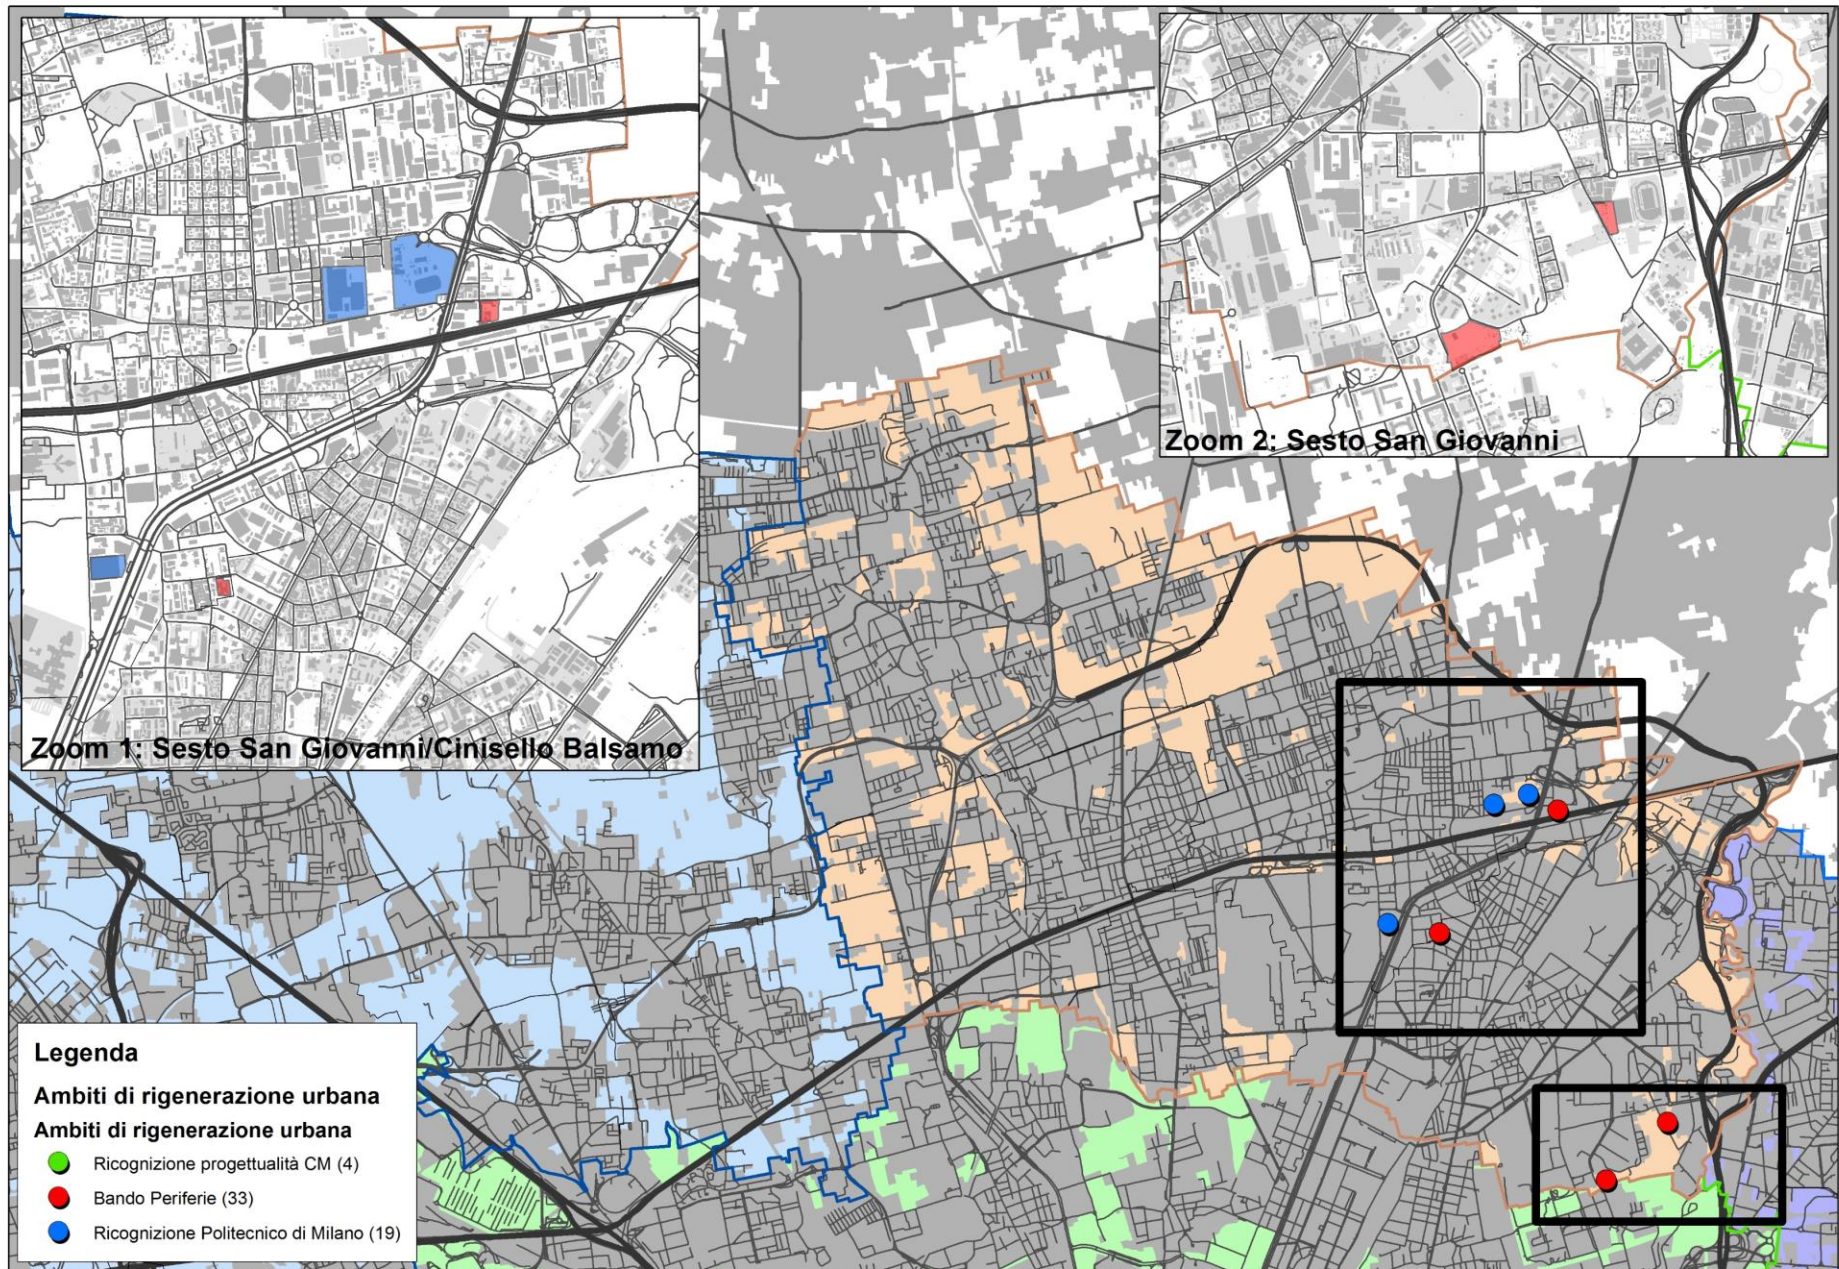 Zoom 1: Sesto San Giovanni/Cinisello Balsamo
Zoom 2: Sesto San Giovanni
Legenda
Ambiti di rigenerazione urbana
Ambiti di rigenerazione urbana
Ricognizione progettualità CM (4)
Bando Periferie (33)
Ricognizione Politecnico di Milano (19)